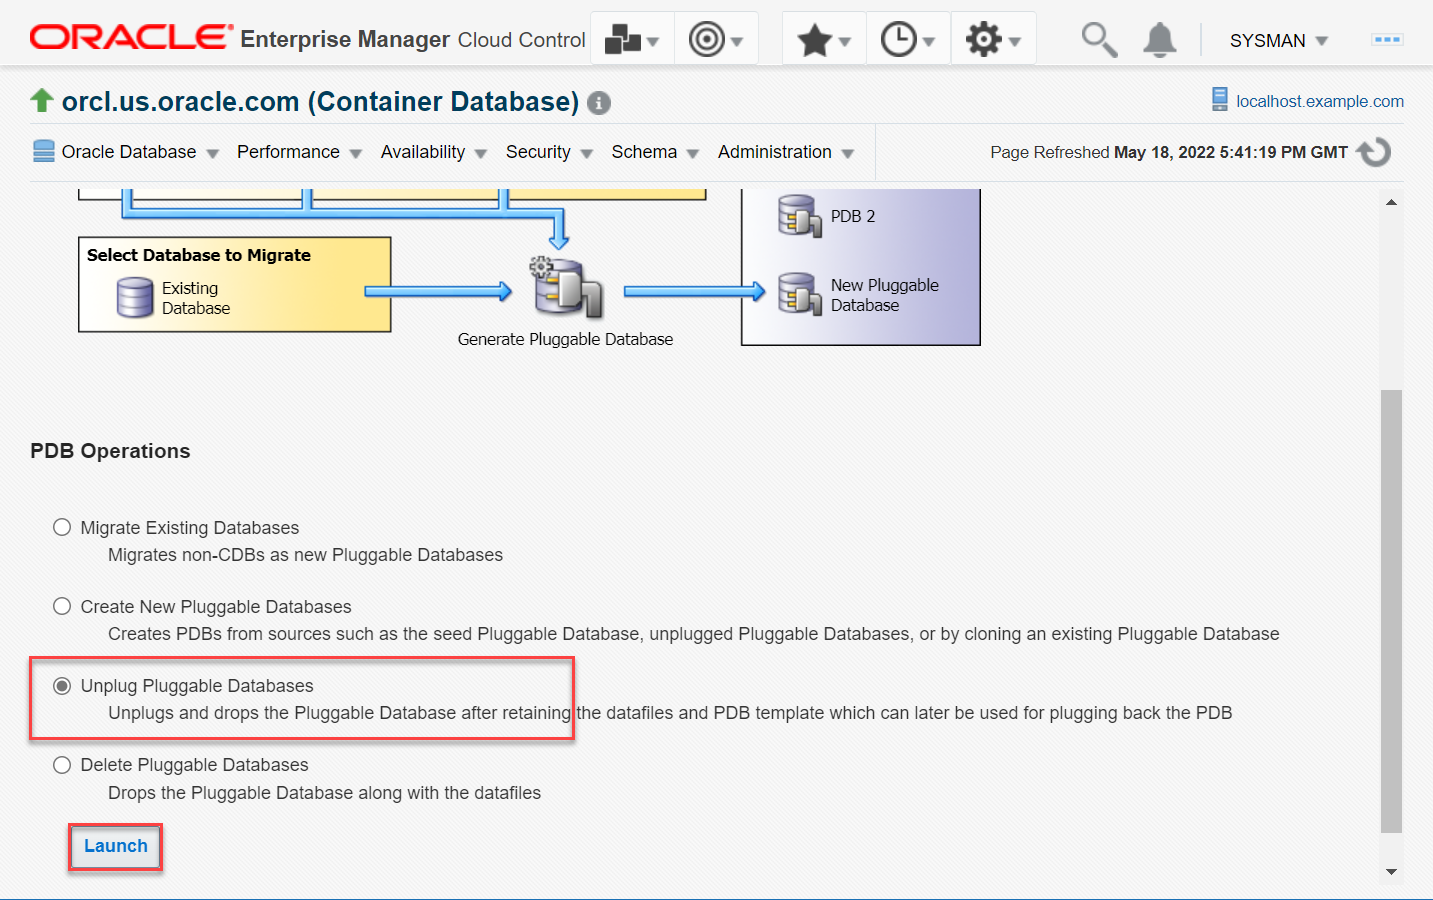 ORACLE Enterprise Manager Cloud Control
SYSMAN
orcl.us.oracle.com (Container Database)
localhost.example.com
Oracle Database Performance Availability Security Schema Administration
Page Refreshed May 18, 2022 5:41:19 PM GMT
PDB 2
Select Database to Migrate
Existing
Database
New Pluggable
Database
Generate Pluggable Database
PDB Operations
Migrate Existing Databases
Migrates non-CDBs as new Pluggable Databases
Create New Pluggable Databases
Creates PDBs from sources such as the seed Pluggable Database, unplugged Pluggable Databases, or by cloning an existing Pluggable Database
Unplug Pluggable Databases
Unplugs and drops the Pluggable Database after retaining the datafiles and PDB template which can later be used for plugging back the PDB
Delete Pluggable Databases
Drops the Pluggable Database along with the datafiles
Launch